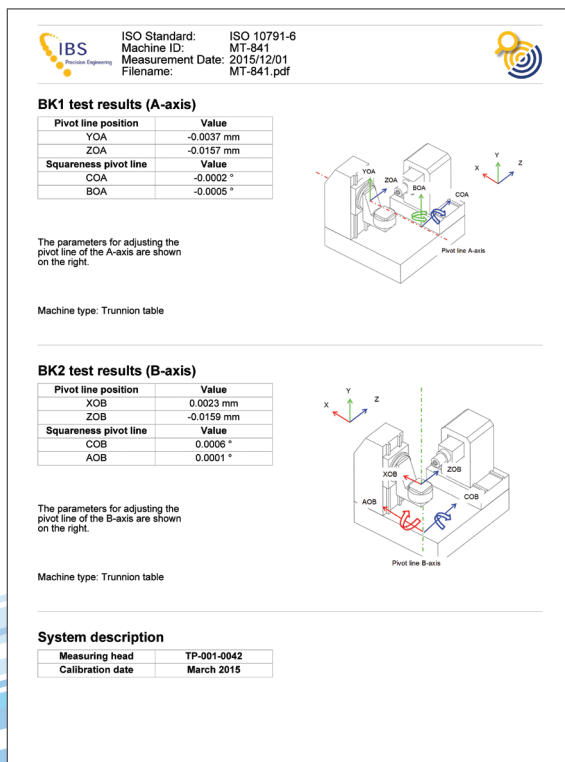 IBS
Precision Engineering
ISO Standard: ISO 10791-6
Machine ID: MT-841
Measurement Date: 2015/12/01
Filename: MT-841.pdf
BK1 test results (A-axis)
Pivot line position Value
YOA -0.0037 mm
ZOA -0.0157 mm
Squareness pivot line Value
COA -0.0002 °
BOA -0.0005 °
YOA
ZOA
BOA
COA
X
Y
Z
Pivot line A-axis
The parameters for adjusting the
pivot line of the A-axis are shown
on the right.
Machine type: Trunnion table
BK2 test results (B-axis)
Pivot line position Value
XOB 0.0023 mm
ZOB -0.0159 mm
Squareness pivot line Value
COB 0.0006 °
AOB 0.0001 °
X
Y
Z
XOB
ZOB
AOB
COB
Pivot line B-axis
The parameters for adjusting the
pivot line of the B-axis are shown
on the right.
Machine type: Trunnion table
System description
Measuring head TP-001-0042
Calibration date March 2015